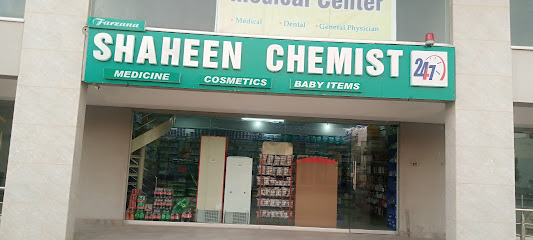 Medical Center
• Medical • Dental • General Physician
Farzana
SHAHEEN CHEMIST 24/7
MEDICINE COSMETICS BABY ITEMS